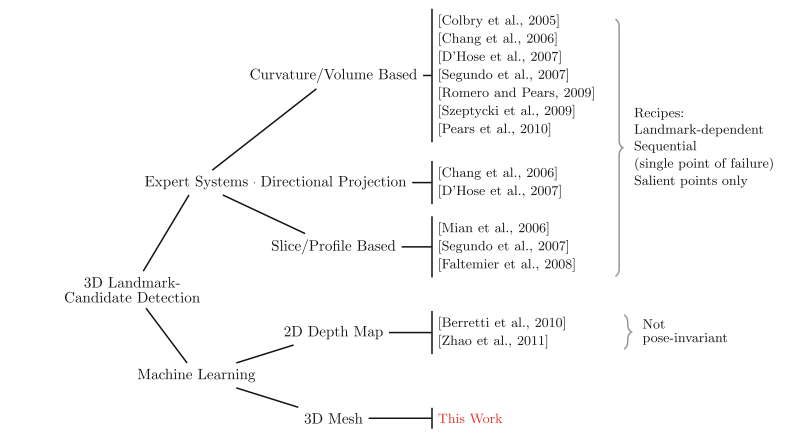 [Colbry et al., 2005]
[Chang et al., 2006]
[D'Hose et al., 2007]
Curvature/Volume Based
[Segundo et al., 2007]
[Romero and Pears, 2009]
[Szeptycki et al., 2009]
[Pears et al., 2010]
Recipes:
Landmark-dependent
Sequential
(single point of failure)
Salient points only
Expert Systems · Directional Projection
[Chang et al., 2006]
[D'Hose et al., 2007]
Slice/Profile Based
[Mian et al., 2006]
[Segundo et al., 2007]
[Faltemier et al., 2008]
3D Landmark-
Candidate Detection
2D Depth Map
[Berretti et al., 2010]
[Zhao et al., 2011]
Not
pose-invariant
Machine Learning
3D Mesh
This Work